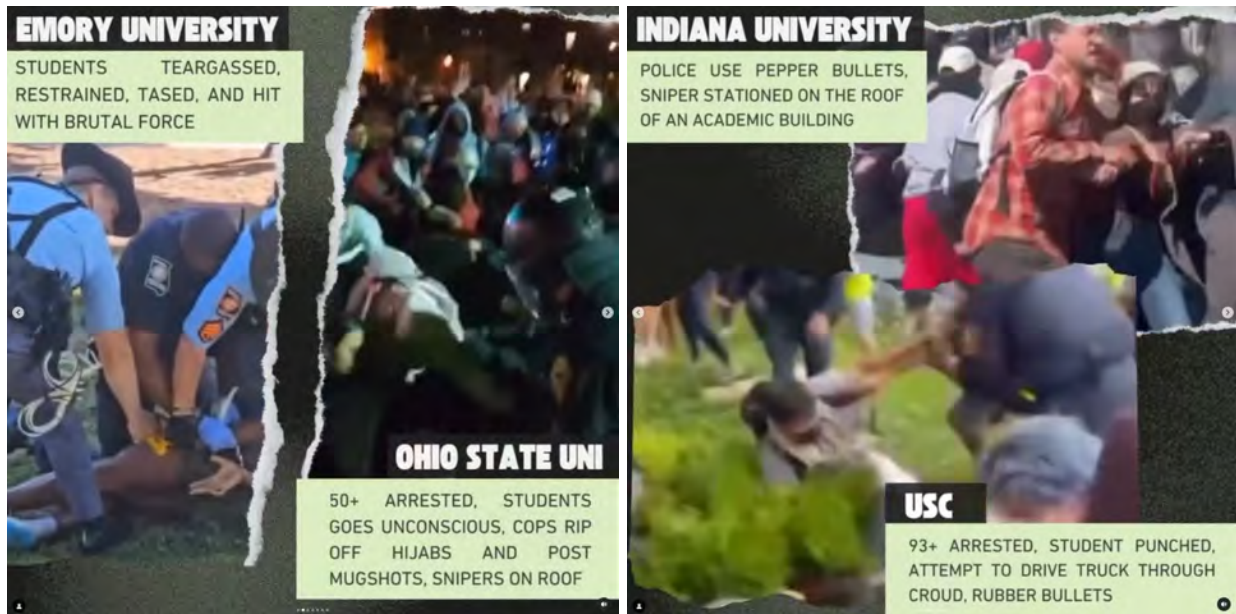 EMORY UNIVERSITY
STUDENTS TEARGASSED,
RESTRAINED, TASED, AND HIT
WITH BRUTAL FORCE
OHIO STATE UNI
50+ ARRESTED, STUDENTS
GOES UNCONSCIOUS, COPS RIP
OFF HIJABS AND POST
MUGSHOTS, SNIPERS ON ROOF
INDIANA UNIVERSITY
POLICE USE PEPPER BULLETS,
SNIPER STATIONED ON THE ROOF
OF AN ACADEMIC BUILDING
USC
93+ ARRESTED, STUDENT PUNCHED,
ATTEMPT TO DRIVE TRUCK THROUGH
CROUD, RUBBER BULLETS